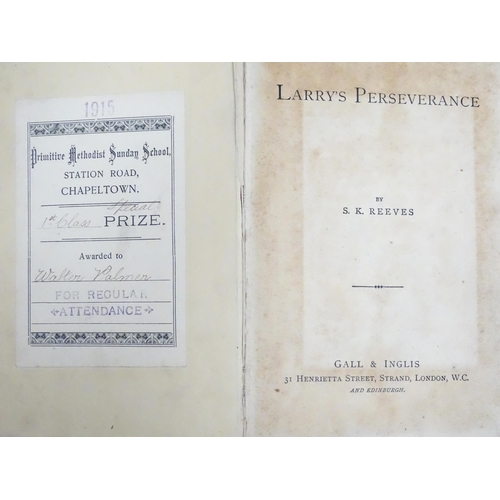 1915
Primitive Methodist Sunday School,
STATION ROAD,
CHAPELTOWN.
Special
1st Class PRIZE.
Awarded to
Walter Palmer
FOR REGULAR
ATTENDANCE
LARRY'S PERSEVERANCE
BY
S. K. REEVES
GALL & INGLIS
31 HENRIETTA STREET, STRAND, LONDON, W.C.
AND EDINBURGH.